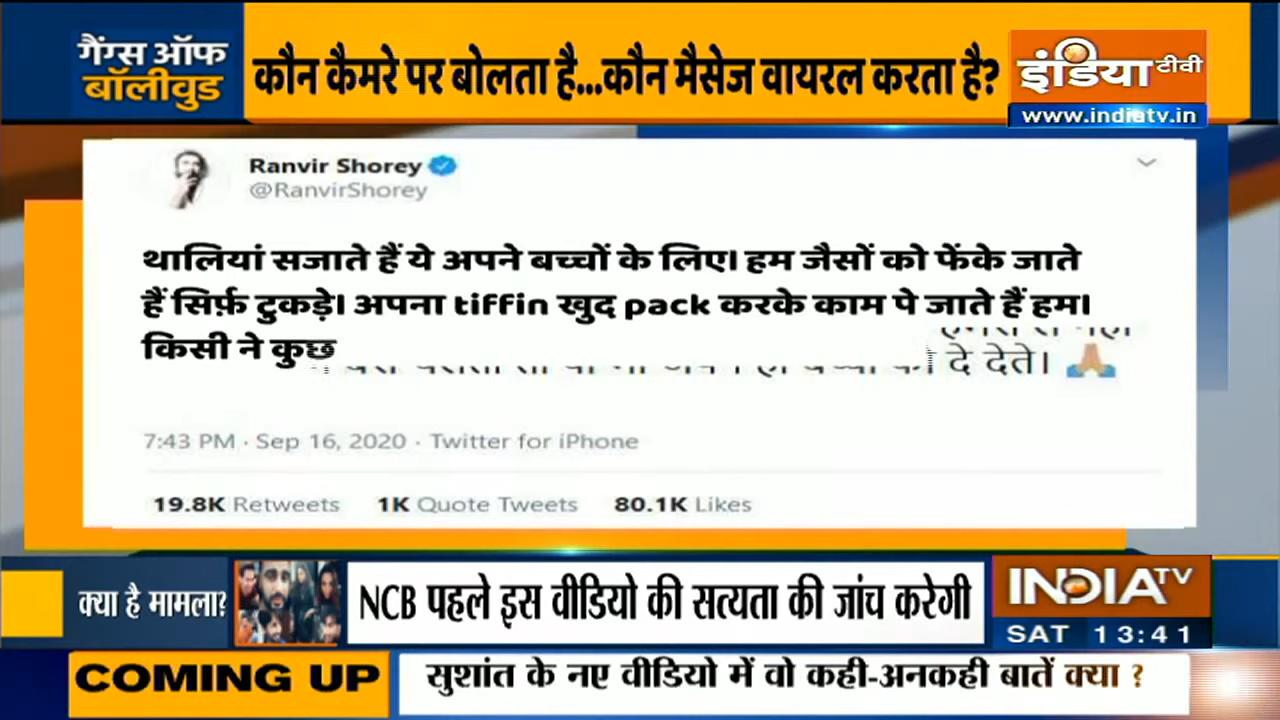 गैंग्स ऑफ
बॉलीवुड
कौन कैमरे पर बोलता है...कौन मैसेज वायरल करता है?
इंडिया टीवी
www.indiatv.in
Ranvir Shorey
@RanvirShorey
थालियां सजाते हैं ये अपने बच्चों के लिए। हम जैसों को फेंके जाते
हैं सिर्फ़ टुकड़े। अपना tiffin खुद pack करके काम पे जाते हैं हम।
किसी ने कुछ
दे देते। 🙏🏼
7:43 PM · Sep 16, 2020 · Twitter for iPhone
19.8K Retweets 1K Quote Tweets 80.1K Likes
क्या है मामला?
NCB पहले इस वीडियो की सत्यता की जांच करेगी
INDIA TV
SAT 13:41
COMING UP
सुशांत के नए वीडियो में वो कही-अनकही बातें क्या ?